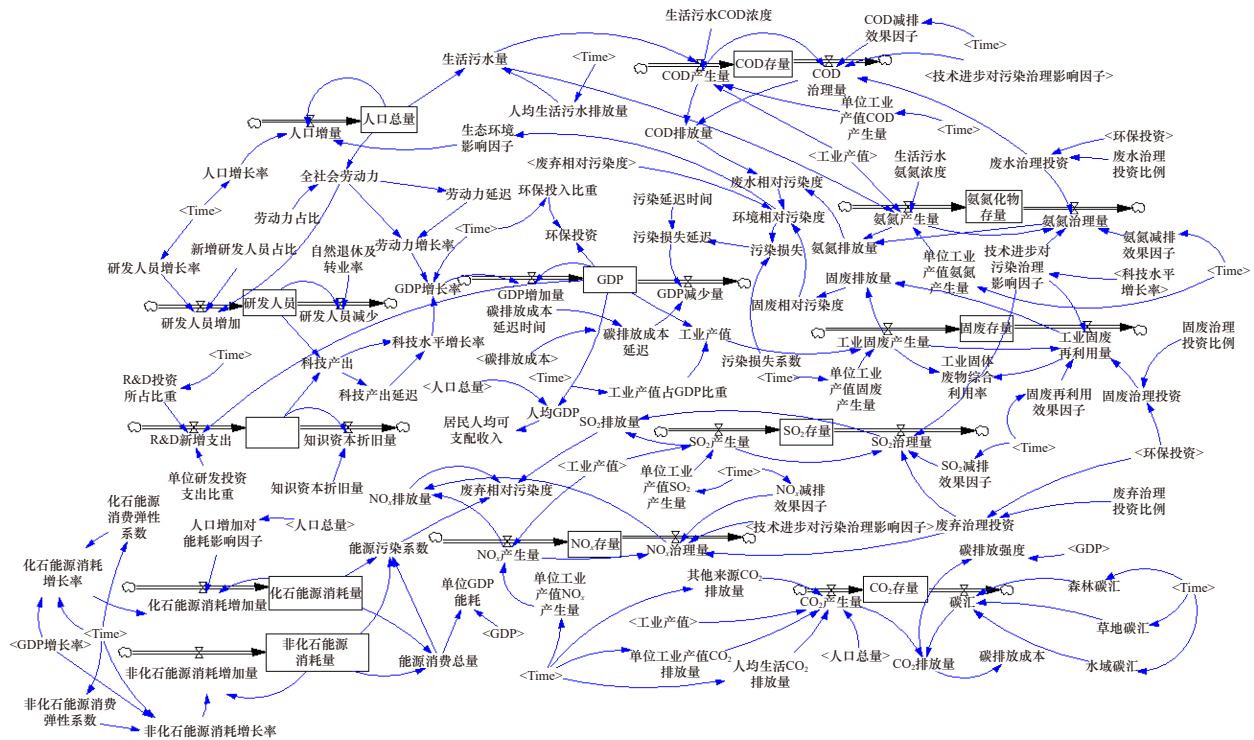 生活污水COD浓度
COD减排
效果因子
<Time>
<Time>
生活污水量
COD产生量
COD存量
COD
治理量
<技术进步对污染治理影响因子>
人均生活污水排放量
单位工业
产值COD
产生量
<Time>
人口总量
人口增量
生态环境
影响因子
COD排放量
<工业产值>
生活污水
氨氮浓度
废水治理投资
<环保投资>
废水治理
投资比例
人口增长率
全社会劳动力
劳动力延迟
<废弃相对污染度>
环保投入比重
污染延迟时间
废水相对污染度
<Time>
劳动力占比
<Time>
环境相对污染度
氨氮产生量
氨氮化物
存量
氨氮治理量
新增研发人员占比
自然退休及
转业率
劳动力增长率
环保投资
污染损失延迟
污染损失
氨氮排放量
单位工业
产值氨氮
产生量
技术进步对
污染治理
影响因子
氨氮减排
效果因子
<科技水平
增长率>
<Time>
研发人员增长率
研发人员
研发人员增加
研发人员减少
GDP增长率
GDP增加量
GDP
GDP减少量
固废排放量
固废相对污染度
碳排放成本
延迟时间
碳排放成本
延迟
<碳排放成本>
工业产值
固废存量
工业固废产生量
工业固废
再利用量
固废治理
投资比例
科技水平增长率
科技产出
科技产出延迟
<Time>
R&D投资
所占比重
<人口总量>
<Time>
工业产值占GDP比重
污染损失系数
<Time>
单位工业
产值固废
产生量
工业固体
废物综合
利用率
固废再利用
效果因子
固废治理投资
人均GDP
居民人均可
支配收入
R&D新增支出
知识资本折旧量
SO₂排放量
SO₂产生量
SO₂存量
SO₂治理量
<Time>
<环保投资>
单位研发投资
支出比重
知识资本折旧量
<工业产值>
单位工业
产值SO₂
产生量
<Time>
SO₂减排
效果因子
NOₓ排放量
废弃相对污染度
NOₓ减排
效果因子
废弃治理
投资比例
化石能源
消费弹性
系数
人口增加对
能耗影响因子
<人口总量>
能源污染系数
NOₓ产生量
NOₓ存量
NOₓ治理量
<技术进步对污染治理影响因子>
废弃治理投资
化石能源消耗
增长率
化石能源消耗增加量
化石能源消耗量
单位GDP
能耗
单位工业
产值NOₓ
产生量
其他来源CO₂
排放量
CO₂产生量
CO₂存量
碳汇
碳排放强度
<GDP>
森林碳汇
<Time>
<GDP增长率>
<Time>
非化石能源
消耗量
非化石能源消耗增加量
能源消费总量
<GDP>
<工业产值>
<Time>
单位工业产值CO₂
排放量
人均生活CO₂
排放量
<人口总量>
CO₂排放量
碳排放成本
草地碳汇
水域碳汇
非化石能源消费
弹性系数
非化石能源消耗增长率